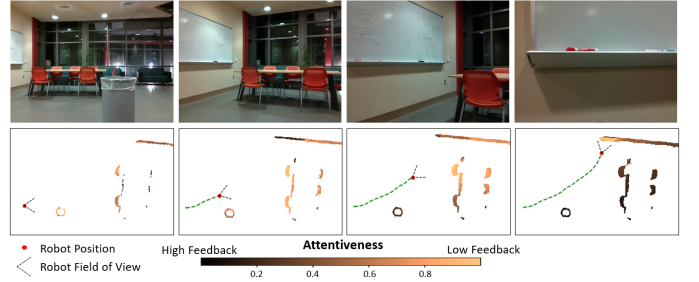 Robot Position
Robot Field of View
High Feedback
Attentiveness
Low Feedback
0.2
0.4
0.6
0.8